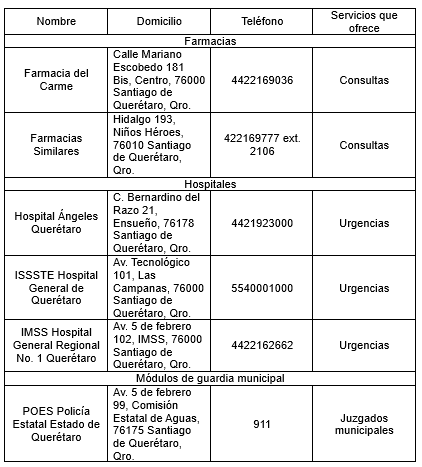 Nombre Domicilio Teléfono Servicios que
ofrece
Farmacias
Farmacia del
Carme
Calle Mariano
Escobedo 181
Bis, Centro, 76000
Santiago de
Querétaro, Qro.
4422169036
Consultas
Farmacias
Similares
Hidalgo 193,
Niños Héroes,
76010 Santiago
de Querétaro,
Qro.
422169777 ext.
2106
Consultas
Hospitales
Hospital Ángeles
Querétaro
C. Bernardino del
Razo 21,
Ensueño, 76178
Santiago de
Querétaro, Qro.
4421923000
Urgencias
ISSSTE Hospital
General de
Querétaro
Av. Tecnológico
101, Las
Campanas, 76000
Santiago de
Querétaro, Qro.
5540001000
Urgencias
IMSS Hospital
General Regional
No. 1 Querétaro
Av. 5 de febrero
102, IMSS, 76000
Santiago de
Querétaro, Qro.
4422162662
Urgencias
Módulos de guardia municipal
POES Policía
Estatal Estado de
Querétaro
Av. 5 de febrero
99, Comisión
Estatal de Aguas,
76175 Santiago
de Querétaro,
Qro.
911
Juzgados
municipales